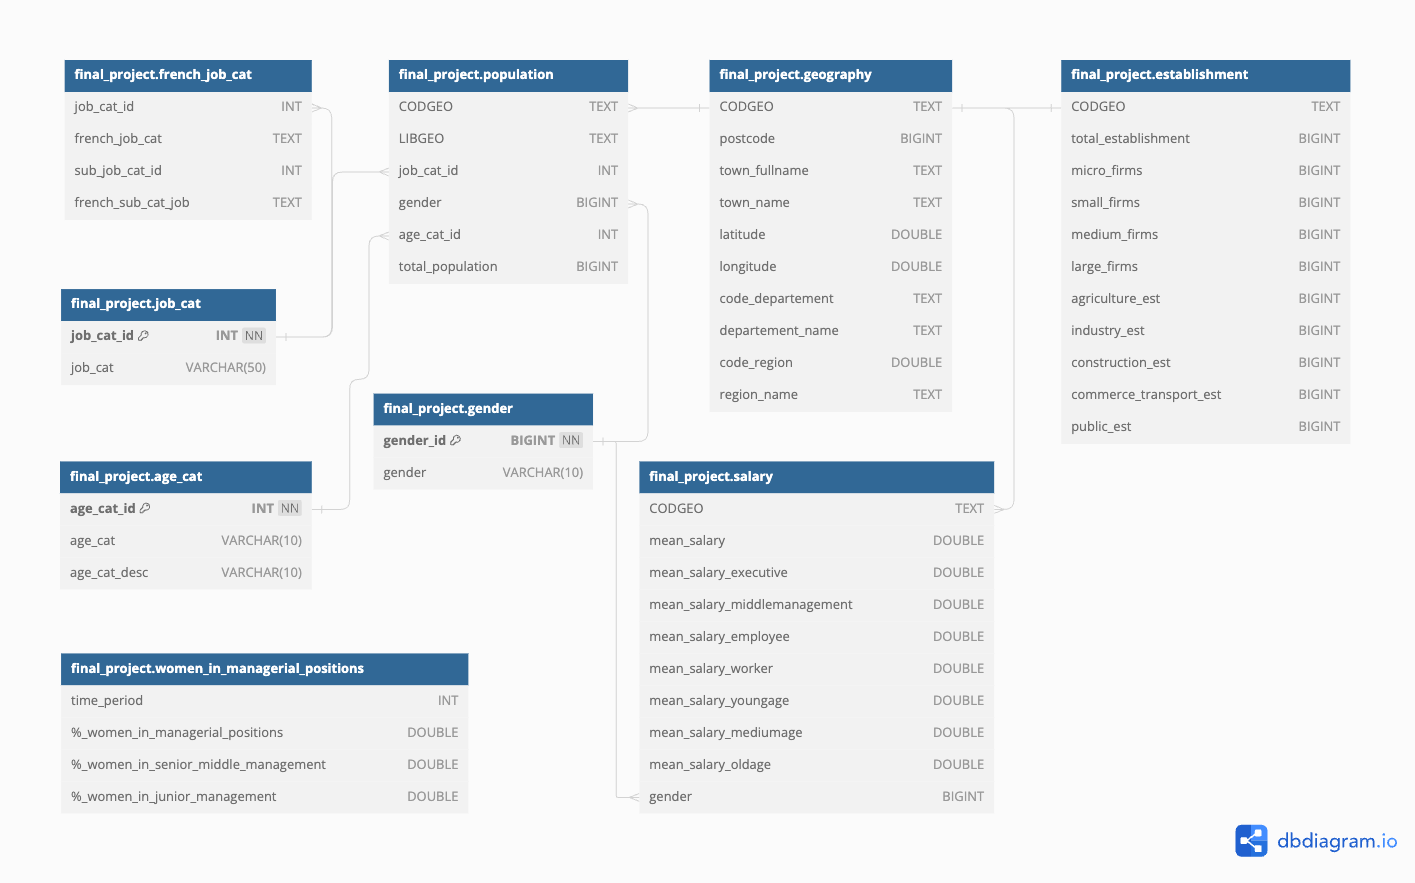 final_project.french_job_cat
job_cat_id INT
french_job_cat TEXT
sub_job_cat_id INT
french_sub_cat_job TEXT
final_project.population
CODGEO TEXT
LIBGEO TEXT
job_cat_id INT
gender BIGINT
age_cat_id INT
total_population BIGINT
final_project.geography
CODGEO TEXT
postcode BIGINT
town_fullname TEXT
town_name TEXT
latitude DOUBLE
longitude DOUBLE
code_departement TEXT
departement_name TEXT
code_region DOUBLE
region_name TEXT
final_project.establishment
CODGEO TEXT
total_establishment BIGINT
micro_firms BIGINT
small_firms BIGINT
medium_firms BIGINT
large_firms BIGINT
agriculture_est BIGINT
industry_est BIGINT
construction_est BIGINT
commerce_transport_est BIGINT
public_est BIGINT
final_project.job_cat
job_cat_id INT NN
job_cat VARCHAR(50)
final_project.gender
gender_id BIGINT NN
gender VARCHAR(10)
final_project.age_cat
age_cat_id INT NN
age_cat VARCHAR(10)
age_cat_desc VARCHAR(10)
final_project.salary
CODGEO TEXT
mean_salary DOUBLE
mean_salary_executive DOUBLE
mean_salary_middlemanagement DOUBLE
mean_salary_employee DOUBLE
mean_salary_worker DOUBLE
mean_salary_youngage DOUBLE
mean_salary_mediumage DOUBLE
mean_salary_oldage DOUBLE
gender BIGINT
final_project.women_in_managerial_positions
time_period INT
%_women_in_managerial_positions DOUBLE
%_women_in_senior_middle_management DOUBLE
%_women_in_junior_management DOUBLE
dbdiagram.io